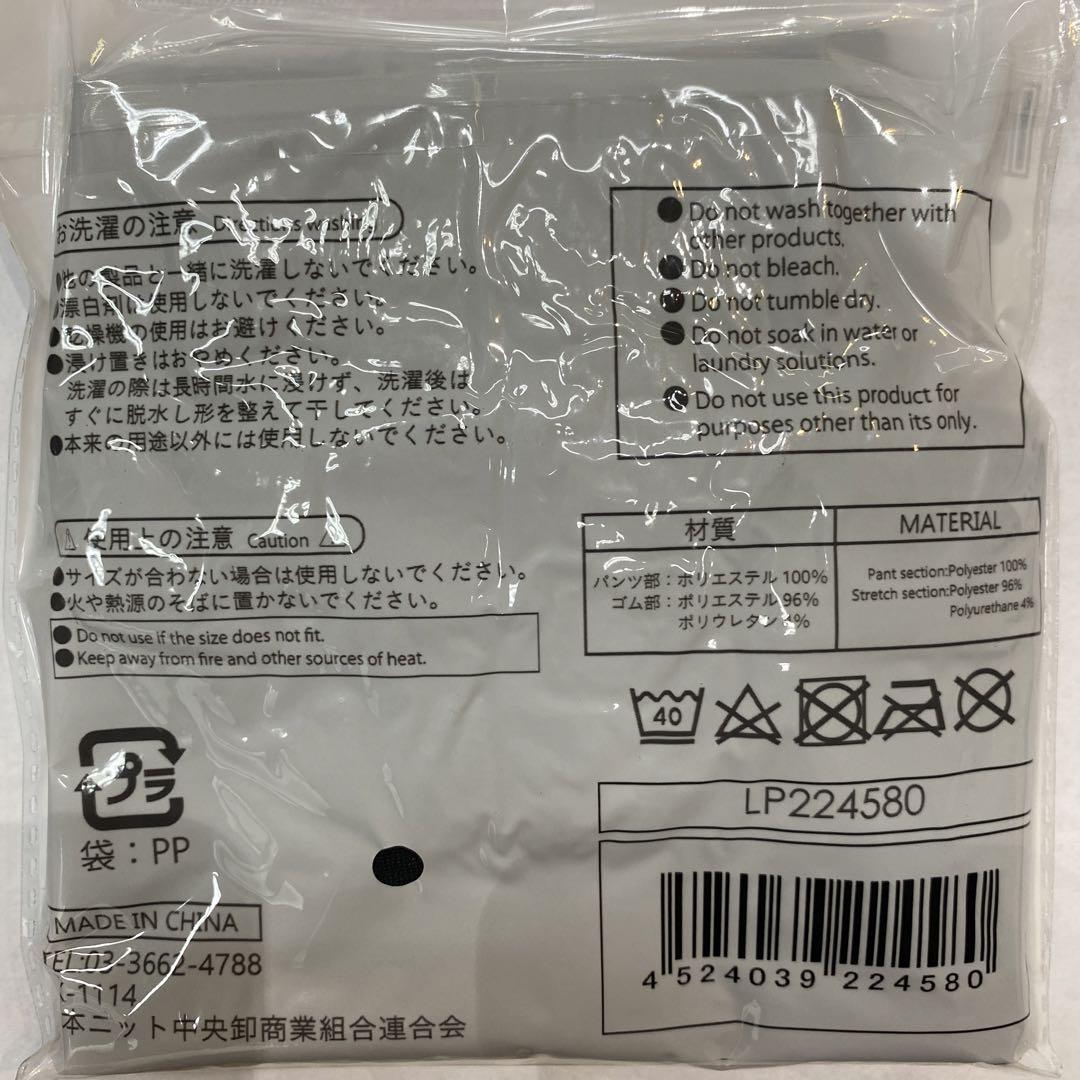 お洗濯の注意 Directions washing
●他の製品と一緒に洗濯しないでください。
●漂白剤は使用しないでください。
●乾燥機の使用はお避けください。
●浸け置きはおやめください。
洗濯の際は長時間水に浸けず、洗濯後は
すぐに脱水し形を整えて干してください。
●本来の用途以外には使用しないでください。
● Do not wash together with
other products.
● Do not bleach.
● Do not tumble dry.
● Do not soak in water or
laundry solutions.
● Do not use this product for
purposes other than its only.
使用上の注意 Caution
●サイズが合わない場合は使用しないでください。
●火や熱源のそばに置かないでください。
● Do not use if the size does not fit.
● Keep away from fire and other sources of heat.
材質
MATERIAL
パンツ部：ポリエステル 100%
ゴム部：ポリエステル 96%
ポリウレタン 4%
Pant section:Polyester 100%
Stretch section:Polyester 96%
Polyurethane 4%
40
プラ
袋：PP
LP224580
MADE IN CHINA
TEL:03-3662-4788
-1114
本ニット中央卸商業組合連合会
4 524039 224580